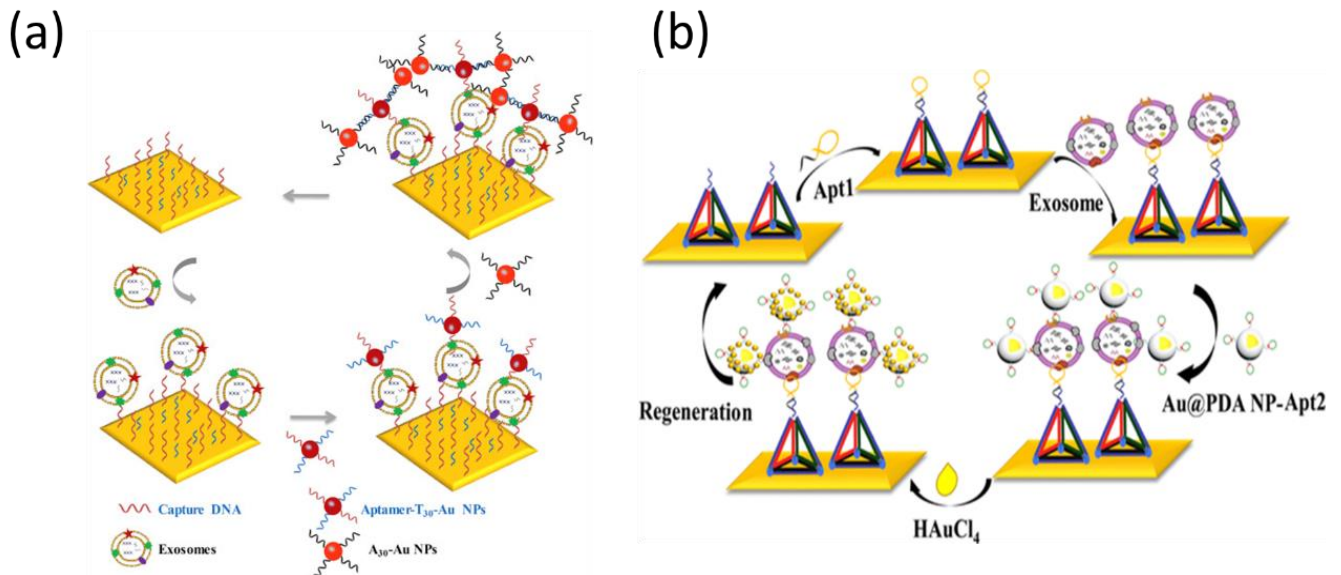 (a)
Capture DNA
Aptamer-T30-Au NPs
Exosomes
A30-Au NPs
(b)
Apt1
Exosome
Au@PDA NP-Apt2
HAuCl4
Regeneration